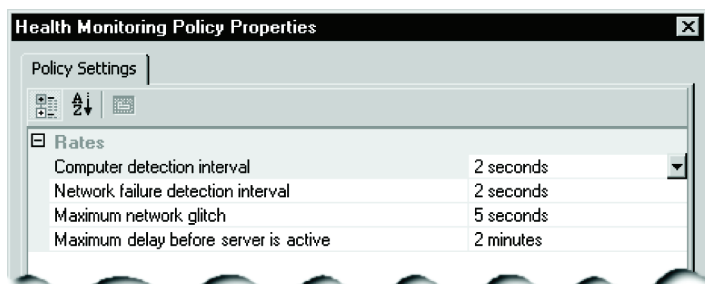 Health Monitoring Policy Properties
Policy Settings
Rates
Computer detection interval 2 seconds
Network failure detection interval 2 seconds
Maximum network glitch 5 seconds
Maximum delay before server is active 2 minutes